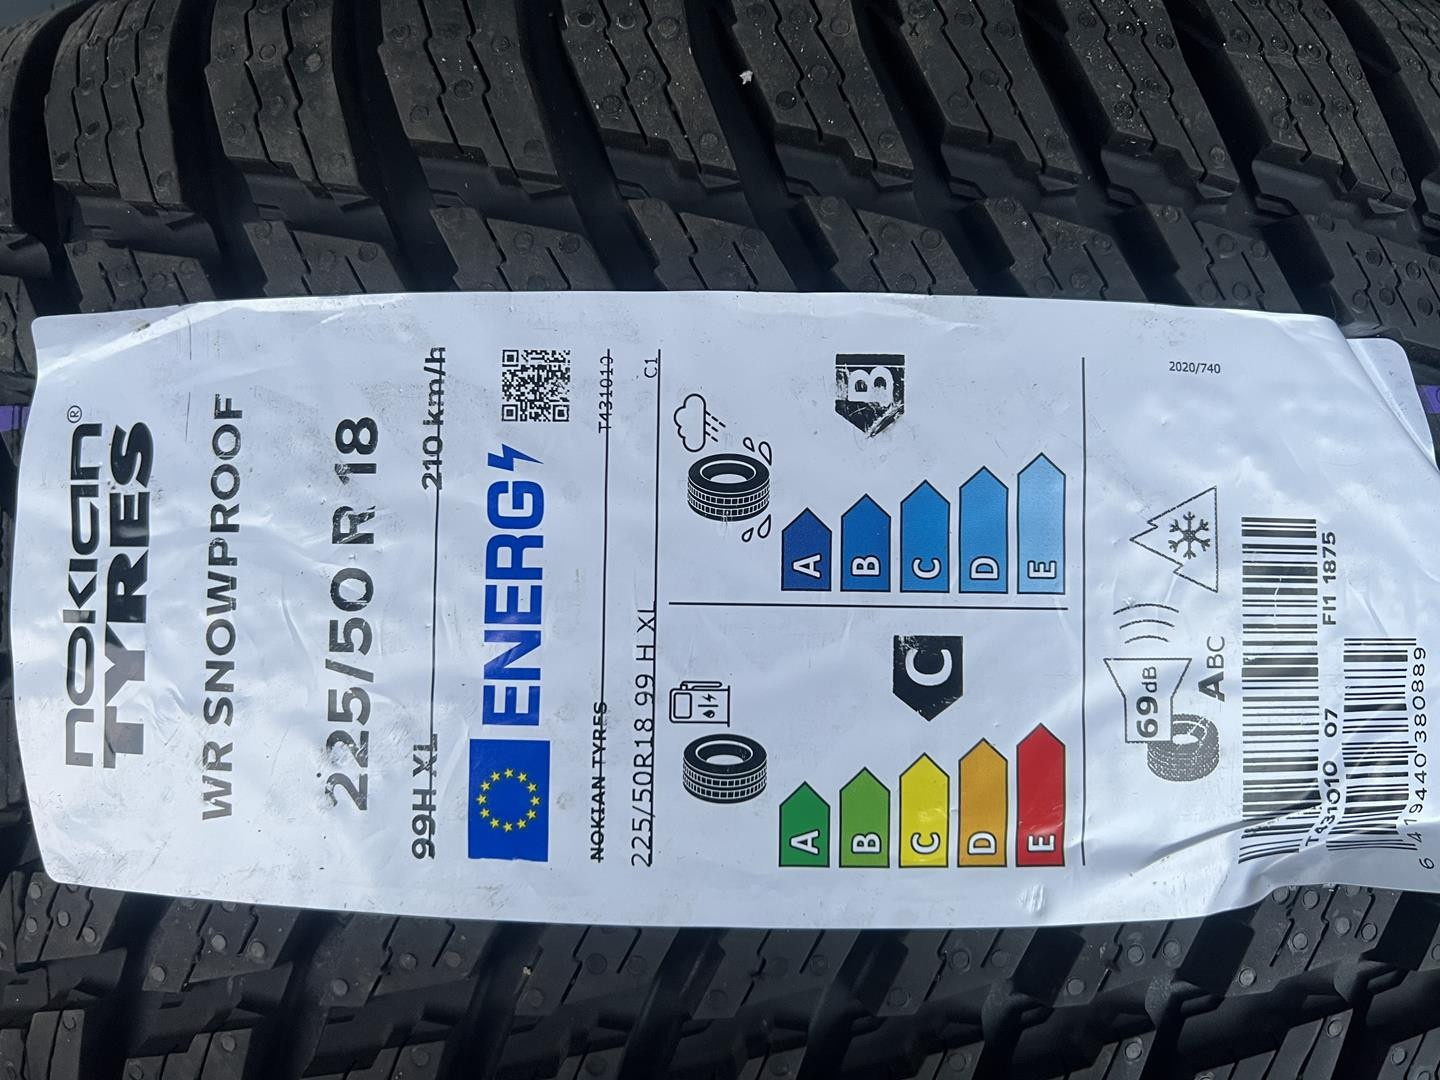 nokian®
TYRES
WR SNOWPROOF
225/50 R 18
99H XL 210 km/h
ENERG
NOKIAN TYRES T431010
225/50R18 99 H XL C1
A
B
C
D
E
C
A
B
C
D
E
B
69dB
ABC
2020/740
T431010 07 FI1 1875
6 419440 380889